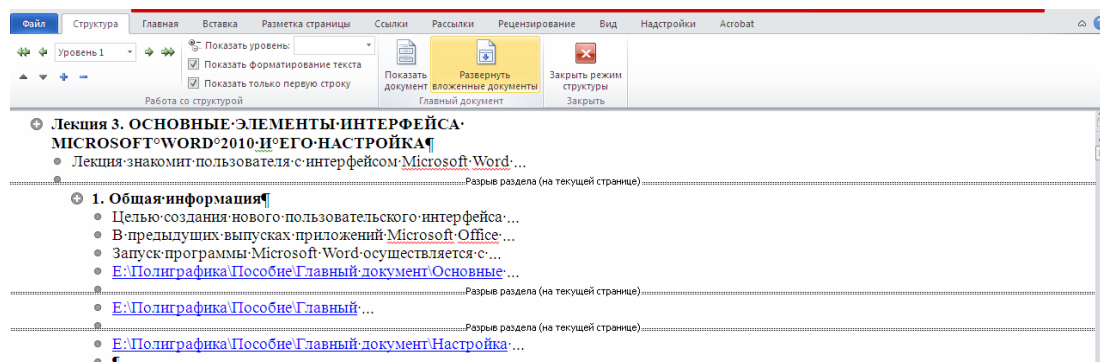 Файл Структура Главная Вставка Разметка страницы Ссылки Рассылки Рецензирование Вид Надстройки Acrobat
Уровень 1 Показать уровень:
Показать форматирование текста
Показать только первую строку
Показать документ Развернуть вложенные документы Закрыть режим структуры
Работа со структурой Главный документ Закрыть
Лекция 3. ОСНОВНЫЕ·ЭЛЕМЕНТЫ·ИНТЕРФЕЙСА·
MICROSOFT°WORD°2010·И°ЕГО·НАСТРОЙКА¶
Лекция·знакомит·пользователя·с·интерфейсом·Microsoft·Word·...
Разрыв раздела (на текущей странице)
1. Общая·информация¶
Целью·создания·нового·пользовательского·интерфейса·...
В·предыдущих·выпусках·приложений·Microsoft·Office·...
Запуск·программы·Microsoft·Word·осуществляется·с·...
E:\Полиграфика\Пособие\Главный·документ\Основные·...
Разрыв раздела (на текущей странице)
E:\Полиграфика\Пособие\Главный·...
Разрыв раздела (на текущей странице)
E:\Полиграфика\Пособие\Главный·документ\Настройка·...
¶